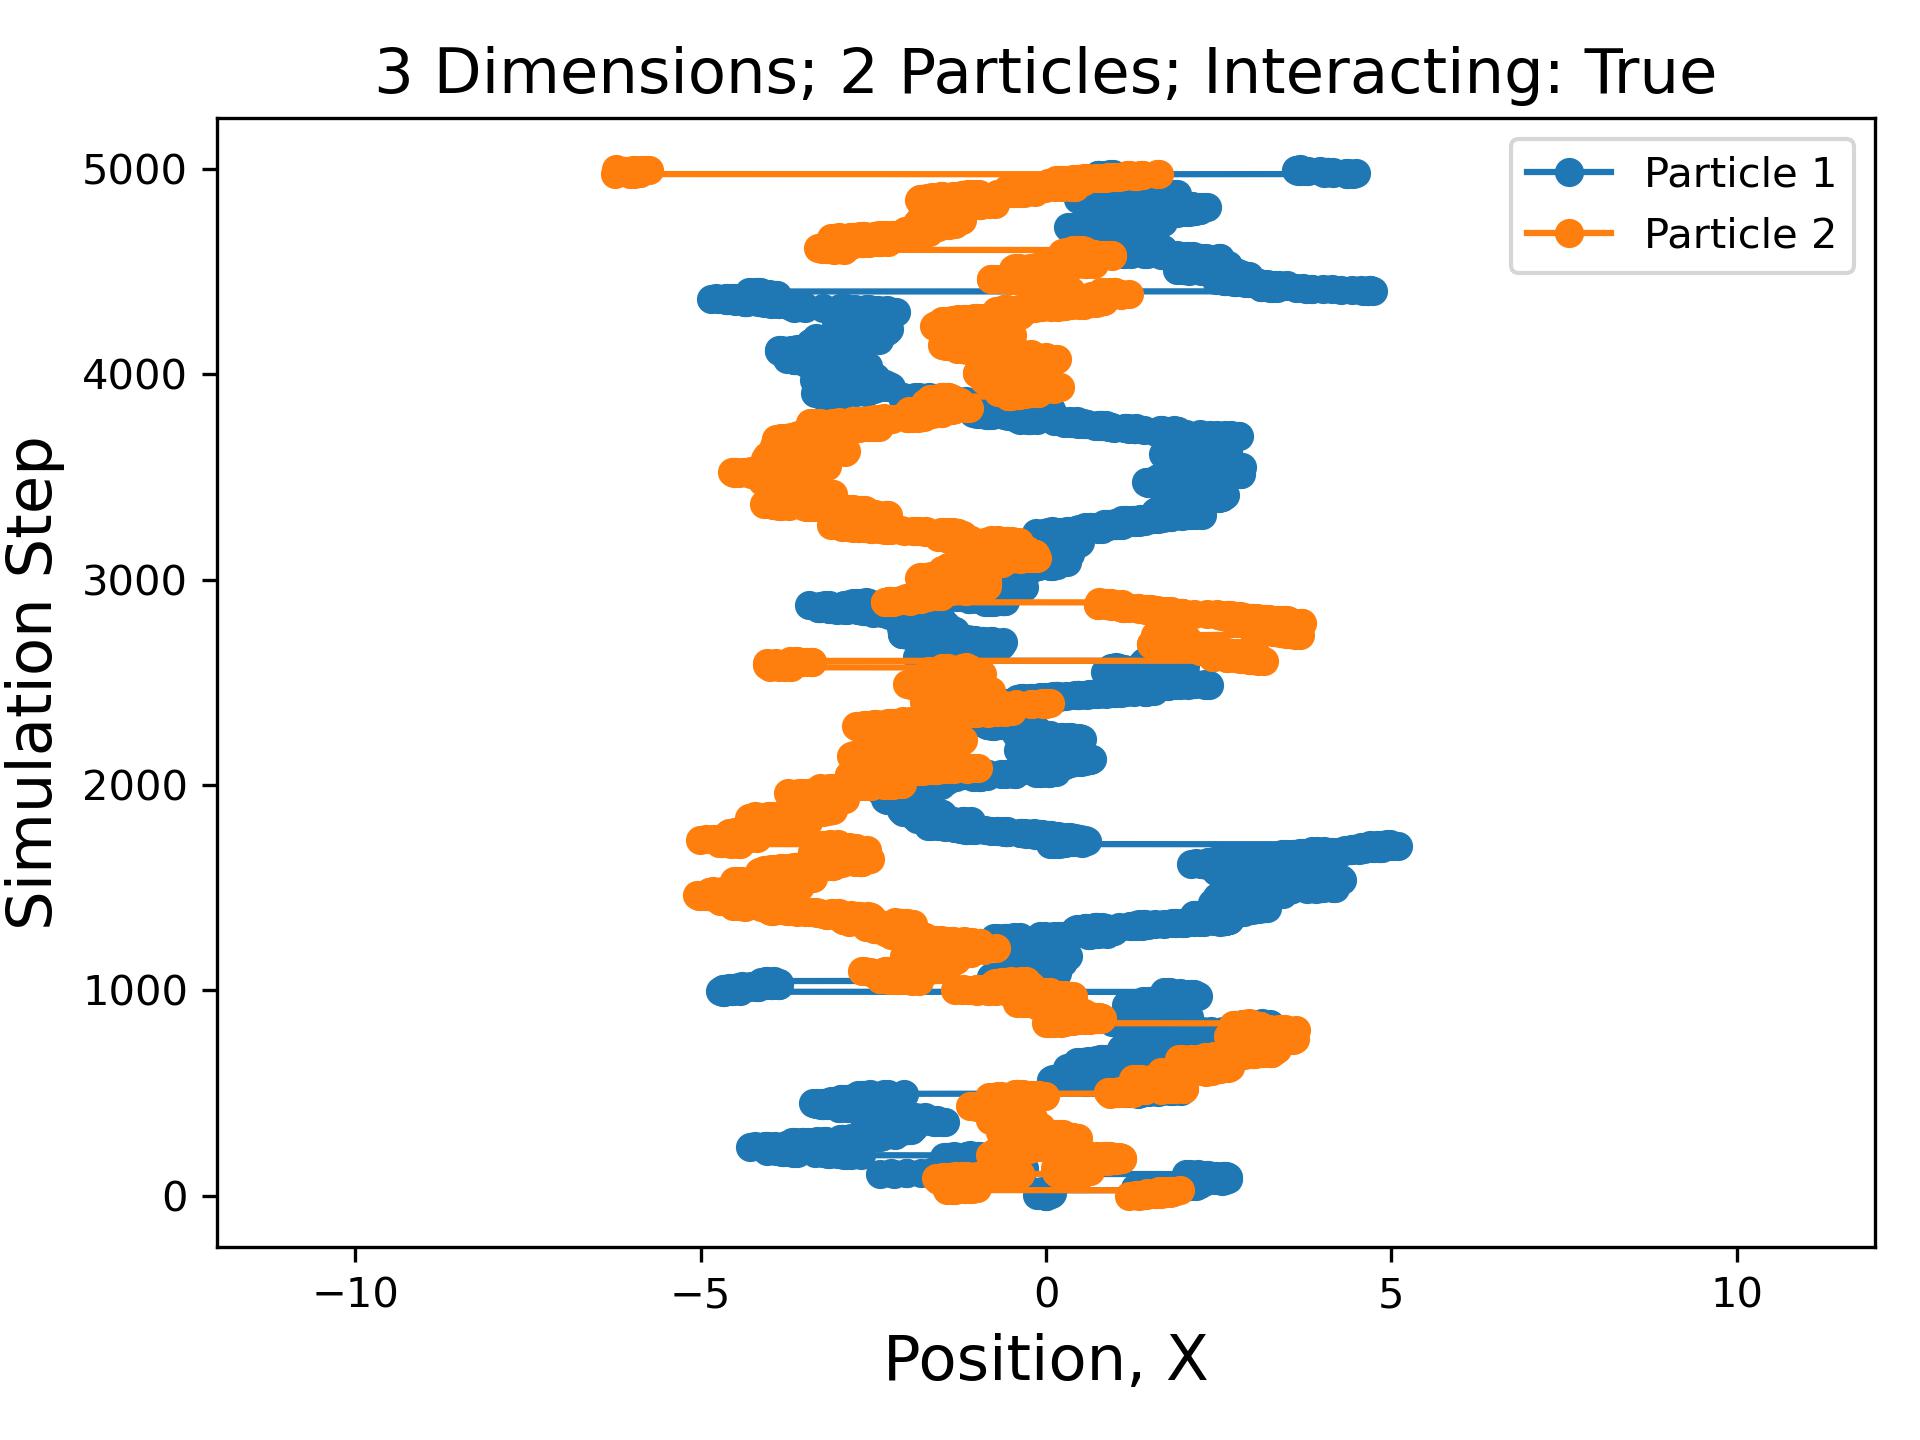 3 Dimensions; 2 Particles; Interacting: True
Particle 1
Particle 2
5000
4000
3000
2000
1000
0
Simulation Step
−10
−5
0
5
10
Position, X